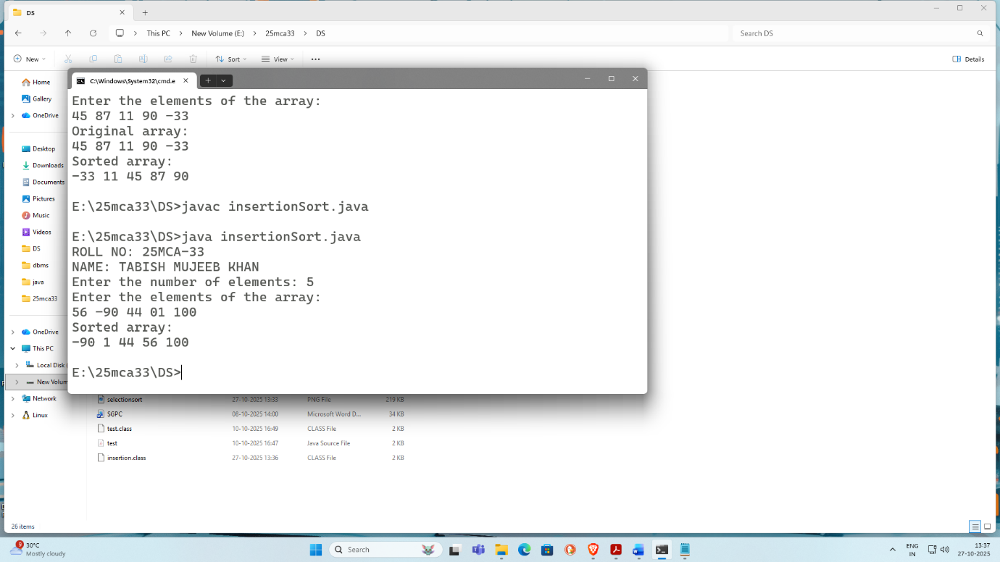 DS
This PC
New Volume (E:)
25mca33
DS
Search DS
New
Sort
View
Details
Home
Gallery
OneDrive
Desktop
Downloads
Documents
Pictures
Music
Videos
DS
dbms
java
25mca33
OneDrive
This PC
Local Disk (
New Volum
Network
Linux
C:\Windows\System32\cmd.e
Enter the elements of the array:
45 87 11 90 -33
Original array:
45 87 11 90 -33
Sorted array:
-33 11 45 87 90
E:\25mca33\DS>javac insertionSort.java
E:\25mca33\DS>java insertionSort.java
ROLL NO: 25MCA-33
NAME: TABISH MUJEEB KHAN
Enter the number of elements: 5
Enter the elements of the array:
56 -90 44 01 100
Sorted array:
-90 1 44 56 100
E:\25mca33\DS>
selectionsort 27-10-2025 13:33 PNG File 219 KB
SGPC 08-10-2025 14:00 Microsoft Word D... 34 KB
test.class 10-10-2025 16:49 CLASS File 2 KB
test 10-10-2025 16:47 Java Source File 2 KB
insertion.class 27-10-2025 13:36 CLASS File 2 KB
26 items
9
30°C
Mostly cloudy
Search
ENG
IN
13:37
27-10-2025